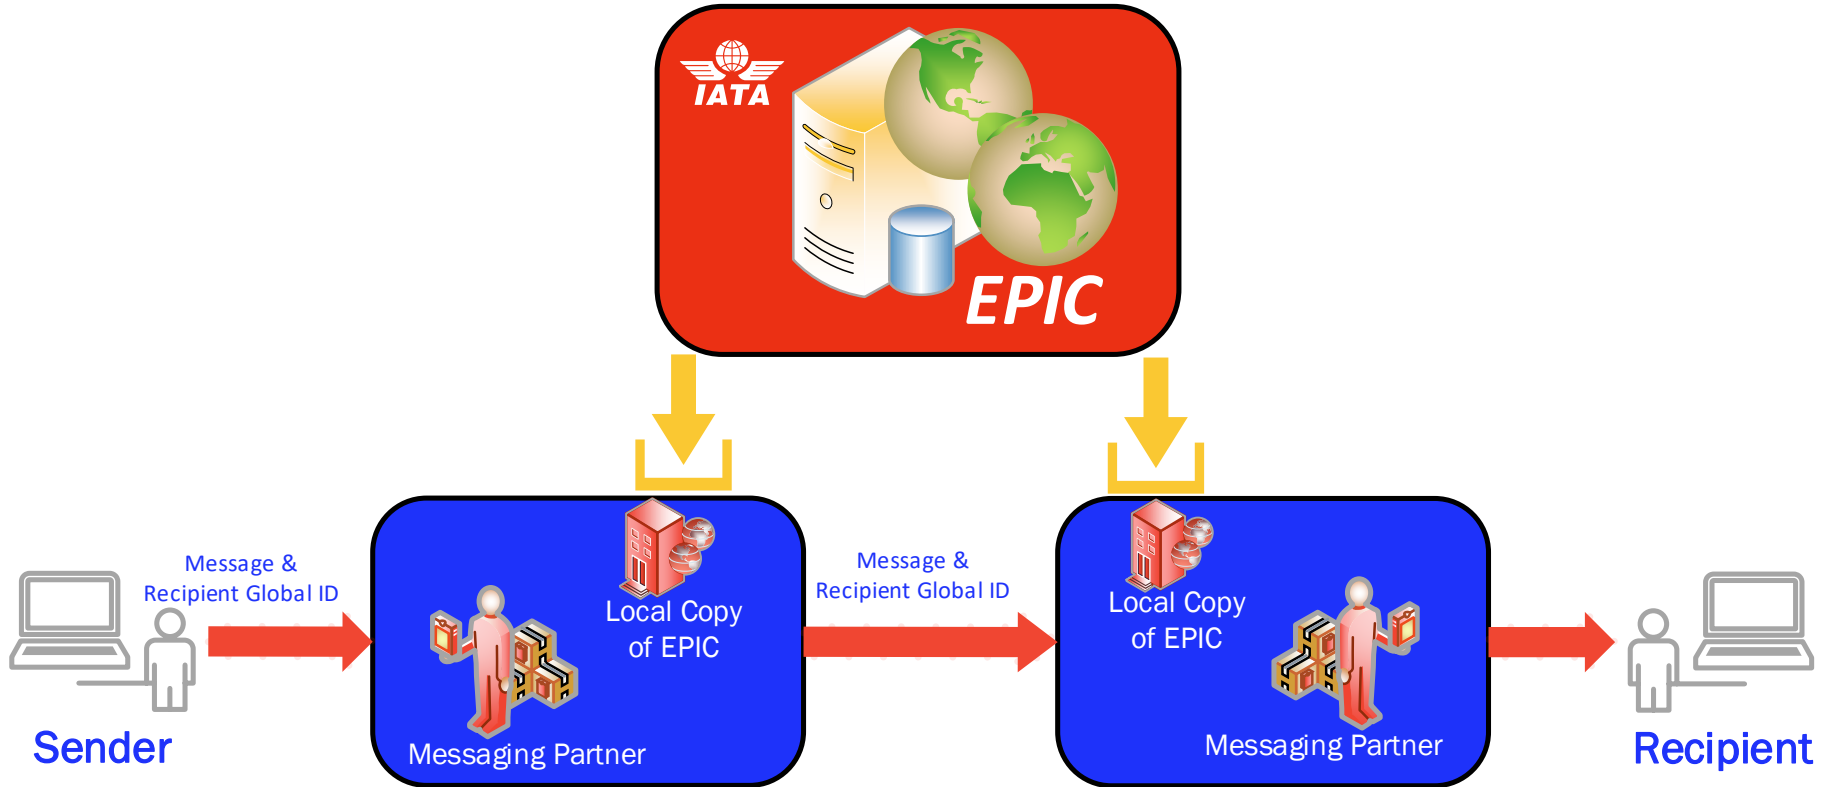 IATA
EPIC
Message &
Recipient Global ID
Message &
Recipient Global ID
Local Copy
of EPIC
Local Copy
of EPIC
Messaging Partner
Messaging Partner
Sender
Recipient